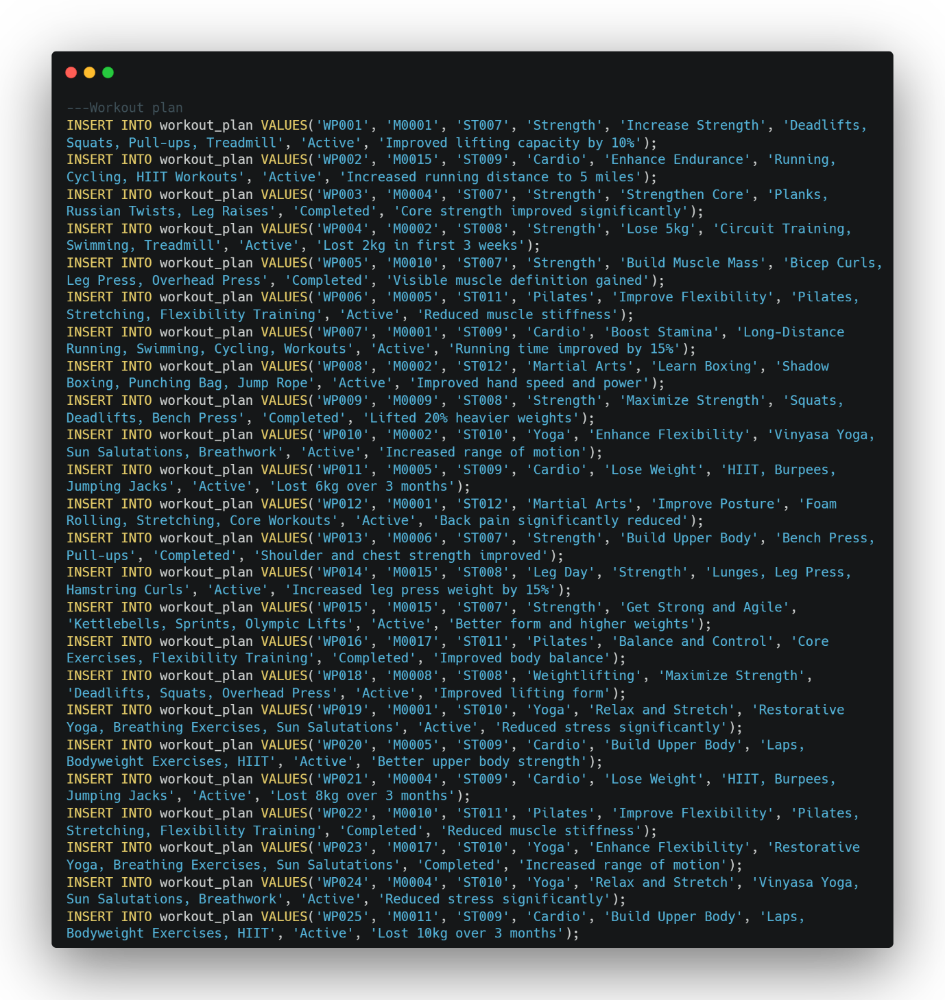 ---Workout plan
INSERT INTO workout_plan VALUES('WP001', 'M0001', 'ST007', 'Strength', 'Increase Strength', 'Deadlifts,
Squats, Pull-ups, Treadmill', 'Active', 'Improved lifting capacity by 10%');
INSERT INTO workout_plan VALUES('WP002', 'M0015', 'ST009', 'Cardio', 'Enhance Endurance', 'Running,
Cycling, HIIT Workouts', 'Active', 'Increased running distance to 5 miles');
INSERT INTO workout_plan VALUES('WP003', 'M0004', 'ST007', 'Strength', 'Strengthen Core', 'Planks,
Russian Twists, Leg Raises', 'Completed', 'Core strength improved significantly');
INSERT INTO workout_plan VALUES('WP004', 'M0002', 'ST008', 'Strength', 'Lose 5kg', 'Circuit Training,
Swimming, Treadmill', 'Active', 'Lost 2kg in first 3 weeks');
INSERT INTO workout_plan VALUES('WP005', 'M0010', 'ST007', 'Strength', 'Build Muscle Mass', 'Bicep Curls,
Leg Press, Overhead Press', 'Completed', 'Visible muscle definition gained');
INSERT INTO workout_plan VALUES('WP006', 'M0005', 'ST011', 'Pilates', 'Improve Flexibility', 'Pilates,
Stretching, Flexibility Training', 'Active', 'Reduced muscle stiffness');
INSERT INTO workout_plan VALUES('WP007', 'M0001', 'ST009', 'Cardio', 'Boost Stamina', 'Long-Distance
Running, Swimming, Cycling, Workouts', 'Active', 'Running time improved by 15%');
INSERT INTO workout_plan VALUES('WP008', 'M0002', 'ST012', 'Martial Arts', 'Learn Boxing', 'Shadow
Boxing, Punching Bag, Jump Rope', 'Active', 'Improved hand speed and power');
INSERT INTO workout_plan VALUES('WP009', 'M0009', 'ST008', 'Strength', 'Maximize Strength', 'Squats,
Deadlifts, Bench Press', 'Completed', 'Lifted 20% heavier weights');
INSERT INTO workout_plan VALUES('WP010', 'M0002', 'ST010', 'Yoga', 'Enhance Flexibility', 'Vinyasa Yoga,
Sun Salutations, Breathwork', 'Active', 'Increased range of motion');
INSERT INTO workout_plan VALUES('WP011', 'M0005', 'ST009', 'Cardio', 'Lose Weight', 'HIIT, Burpees,
Jumping Jacks', 'Active', 'Lost 6kg over 3 months');
INSERT INTO workout_plan VALUES('WP012', 'M0001', 'ST012', 'Martial Arts', 'Improve Posture', 'Foam
Rolling, Stretching, Core Workouts', 'Active', 'Back pain significantly reduced');
INSERT INTO workout_plan VALUES('WP013', 'M0006', 'ST007', 'Strength', 'Build Upper Body', 'Bench Press,
Pull-ups', 'Completed', 'Shoulder and chest strength improved');
INSERT INTO workout_plan VALUES('WP014', 'M0015', 'ST008', 'Leg Day', 'Strength', 'Lunges, Leg Press,
Hamstring Curls', 'Active', 'Increased leg press weight by 15%');
INSERT INTO workout_plan VALUES('WP015', 'M0015', 'ST007', 'Strength', 'Get Strong and Agile',
'Kettlebells, Sprints, Olympic Lifts', 'Active', 'Better form and higher weights');
INSERT INTO workout_plan VALUES('WP016', 'M0017', 'ST011', 'Pilates', 'Balance and Control', 'Core
Exercises, Flexibility Training', 'Completed', 'Improved body balance');
INSERT INTO workout_plan VALUES('WP018', 'M0008', 'ST008', 'Weightlifting', 'Maximize Strength',
'Deadlifts, Squats, Overhead Press', 'Active', 'Improved lifting form');
INSERT INTO workout_plan VALUES('WP019', 'M0001', 'ST010', 'Yoga', 'Relax and Stretch', 'Restorative
Yoga, Breathing Exercises, Sun Salutations', 'Active', 'Reduced stress significantly');
INSERT INTO workout_plan VALUES('WP020', 'M0005', 'ST009', 'Cardio', 'Build Upper Body', 'Laps,
Bodyweight Exercises, HIIT', 'Active', 'Better upper body strength');
INSERT INTO workout_plan VALUES('WP021', 'M0004', 'ST009', 'Cardio', 'Lose Weight', 'HIIT, Burpees,
Jumping Jacks', 'Active', 'Lost 8kg over 3 months');
INSERT INTO workout_plan VALUES('WP022', 'M0010', 'ST011', 'Pilates', 'Improve Flexibility', 'Pilates,
Stretching, Flexibility Training', 'Completed', 'Reduced muscle stiffness');
INSERT INTO workout_plan VALUES('WP023', 'M0017', 'ST010', 'Yoga', 'Enhance Flexibility', 'Restorative
Yoga, Breathing Exercises, Sun Salutations', 'Completed', 'Increased range of motion');
INSERT INTO workout_plan VALUES('WP024', 'M0004', 'ST010', 'Yoga', 'Relax and Stretch', 'Vinyasa Yoga,
Sun Salutations, Breathwork', 'Active', 'Reduced stress significantly');
INSERT INTO workout_plan VALUES('WP025', 'M0011', 'ST009', 'Cardio', 'Build Upper Body', 'Laps,
Bodyweight Exercises, HIIT', 'Active', 'Lost 10kg over 3 months');